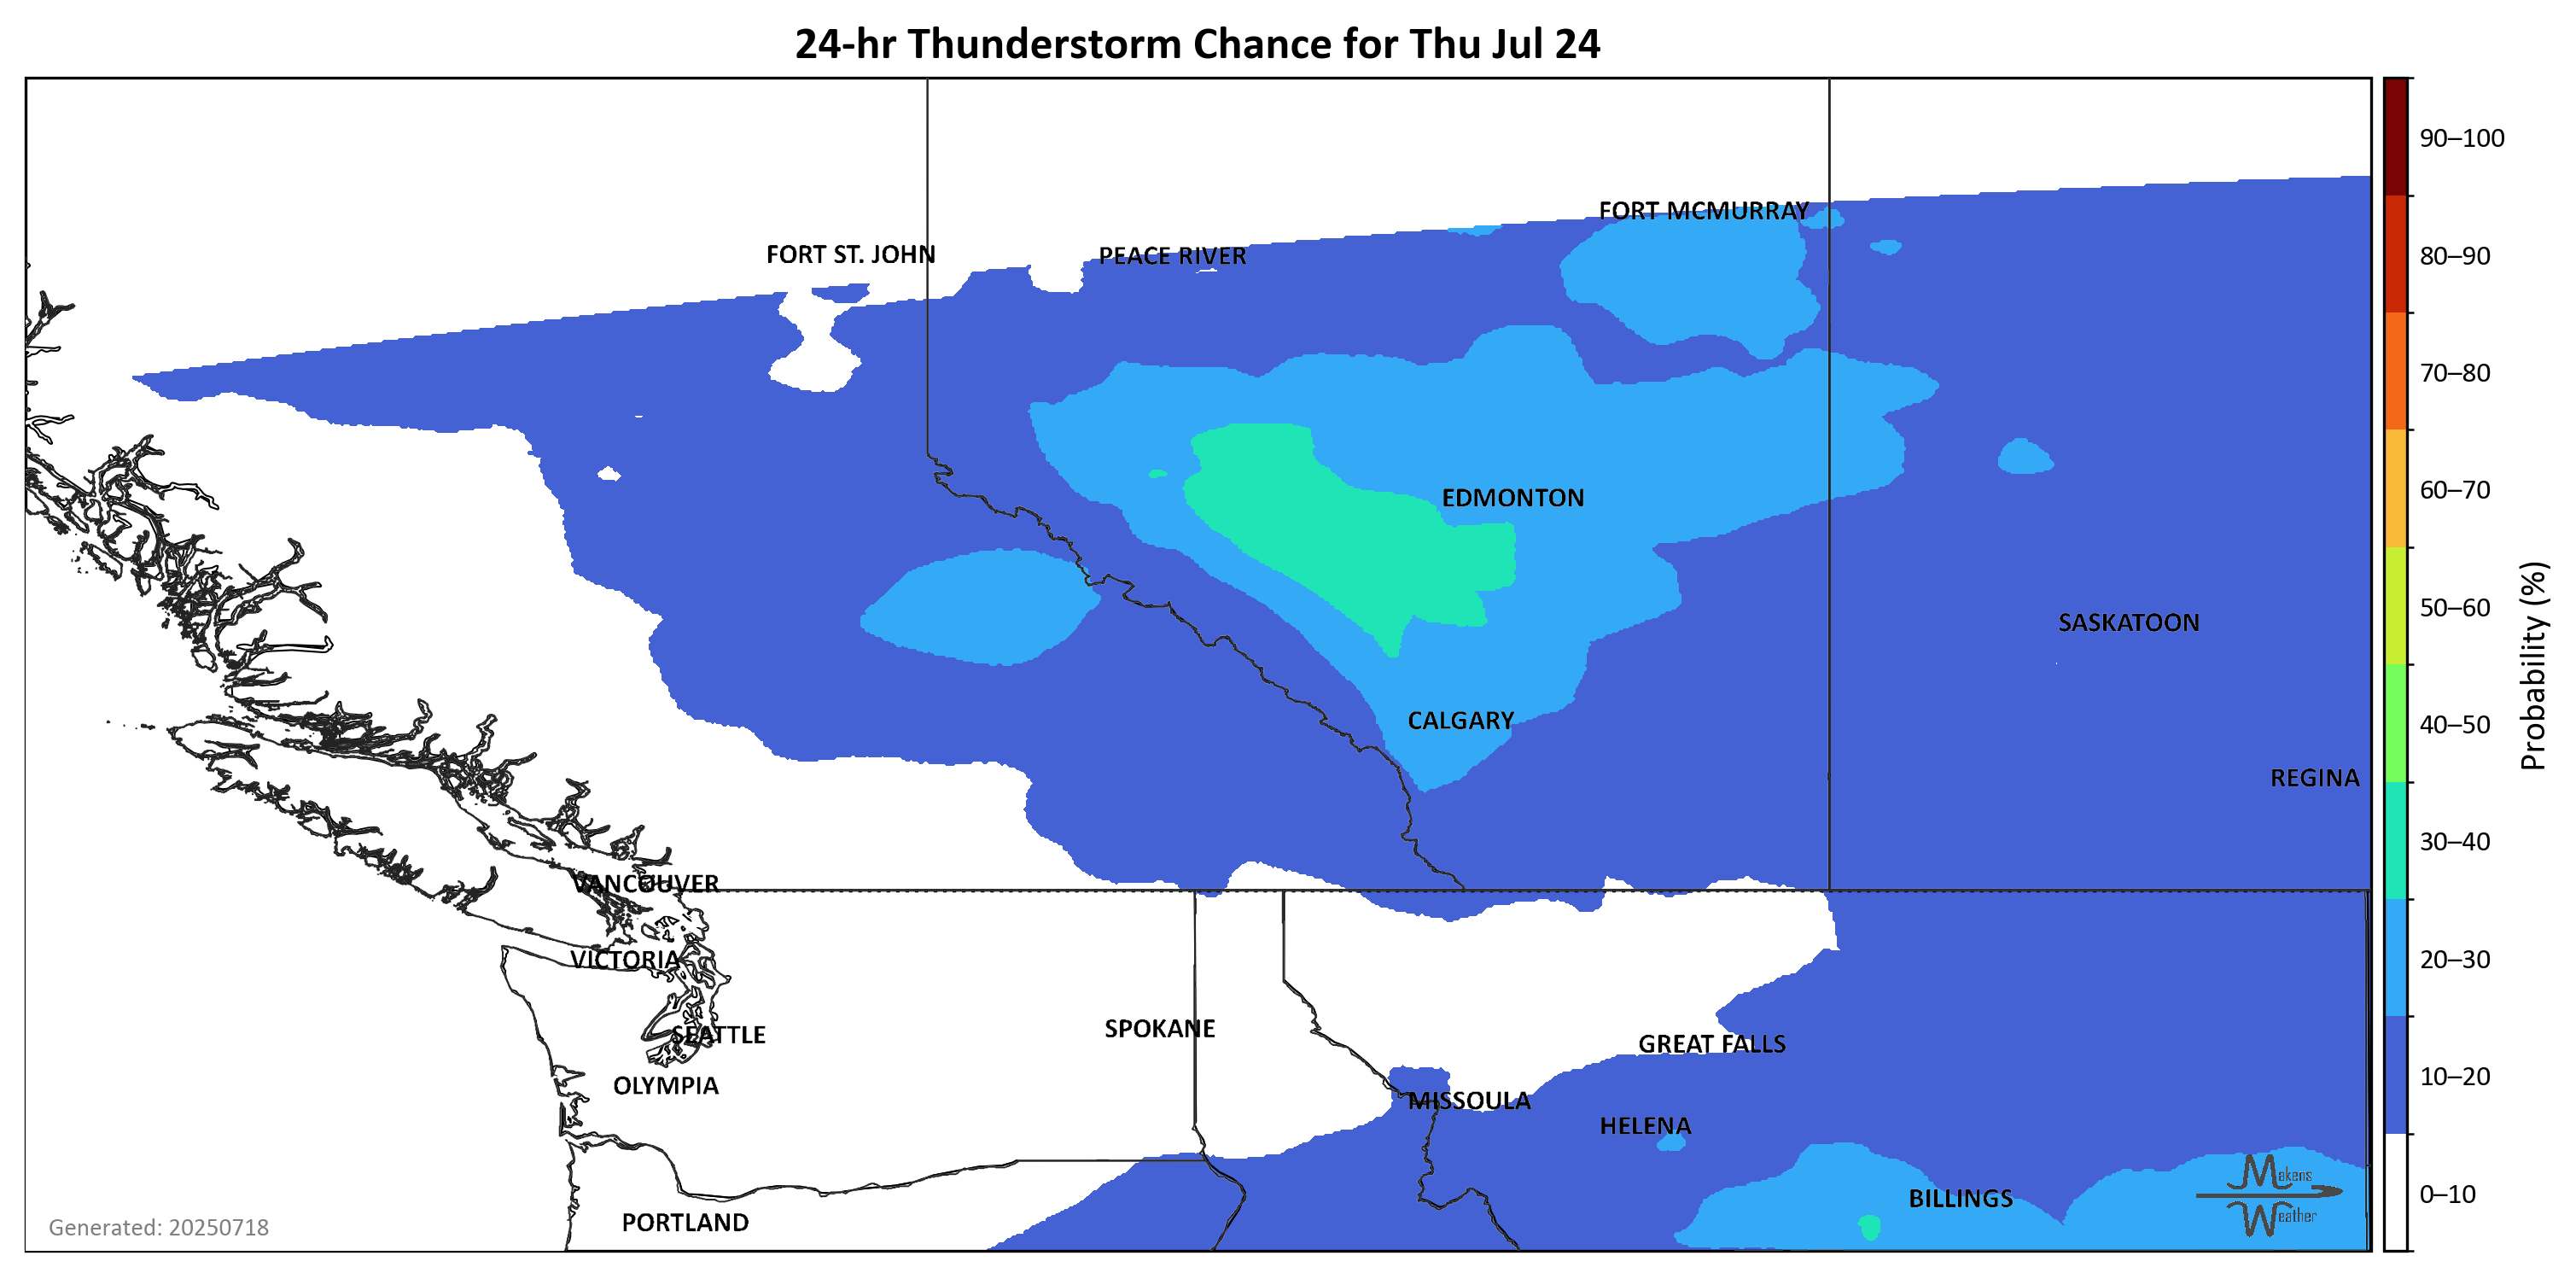 24-hr Thunderstorm Chance for Thu Jul 24
90–100
FORT MCMURRAY
FORT ST. JOHN
PEACE RIVER
80–90
70–80
EDMONTON
60–70
SASKATOON
50–60
CALGARY
40–50
Probability (%)
REGINA
30–40
VANCOUVER
VICTORIA
20–30
SPOKANE
SEATTLE
GREAT FALLS
OLYMPIA
10–20
MISSOULA
HELENA
Makens
Weather
BILLINGS
0–10
PORTLAND
Generated: 20250718